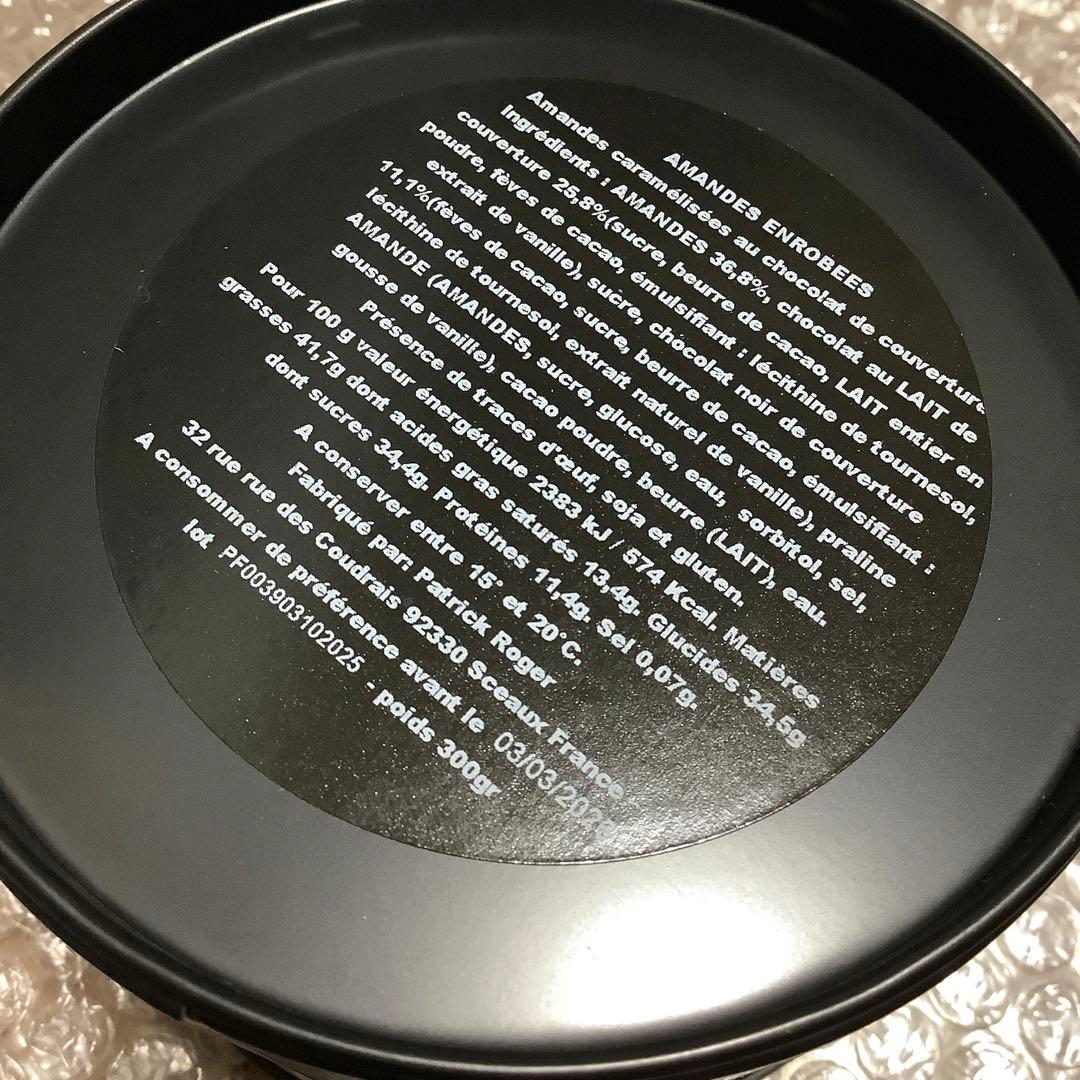 AMANDES ENROBEES
Amandes caramélisées au chocolat de couverture
Ingrédients : AMANDES 36,8%, chocolat au LAIT de
couverture 25,8%(sucre, beurre de cacao, LAIT entier en
poudre, fèves de cacao, émulsifiant : lécithine de tournesol,
extrait de vanille), sucre, chocolat noir de couverture
11,1%(fèves de cacao, sucre, beurre de cacao, émulsifiant :
lécithine de tournesol, extrait naturel de vanille), praline
AMANDE (AMANDES, sucre, glucose, eau, sorbitol, sel,
gousse de vanille), cacao poudre, beurre (LAIT), eau.
Présence de traces d'œuf, soja et gluten.
Pour 100 g valeur énergétique 2383 kJ / 574 Kcal. Matières
grasses 41,7g dont acides gras saturés 13,4g. Glucides 34,5g
dont sucres 34,4g. Protéines 11,4g. Sel 0,07g.
A conserver entre 15° et 20°C.
Fabriqué par: Patrick Roger
32 rue rue des Coudrais 92330 Sceaux France
A consommer de préférence avant le 03/03/
lot PF003903102025 - poids 300gr